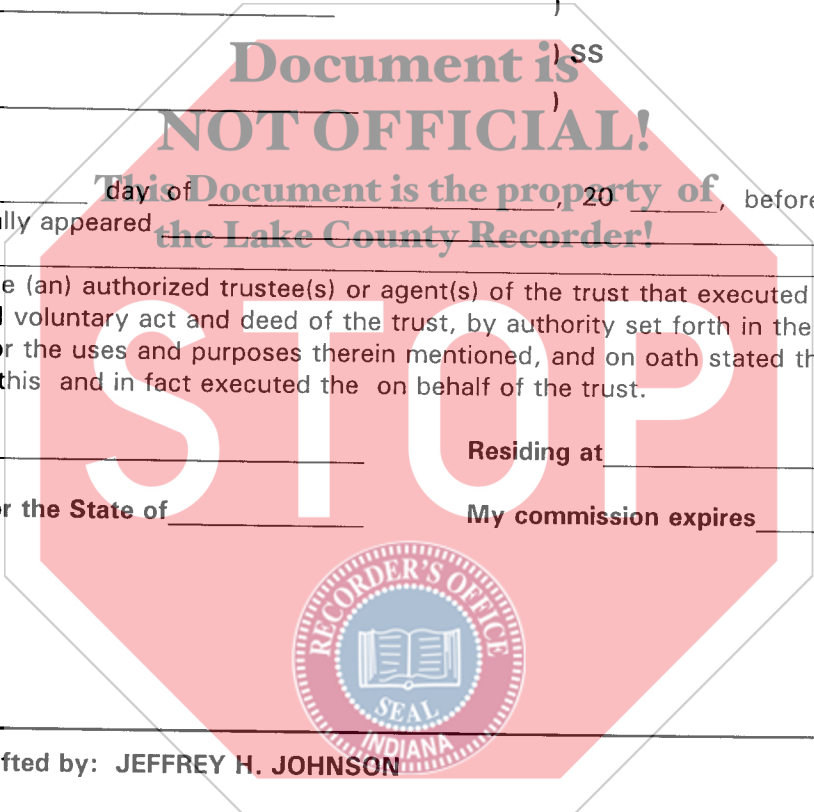 )
Document is
) SS
)
NOT OFFICIAL!
This Document is the property of
day of , 20 , before
the Lake County Recorder!
lly appeared
e (an) authorized trustee(s) or agent(s) of the trust that executed
voluntary act and deed of the trust, by authority set forth in the
r the uses and purposes therein mentioned, and on oath stated th
this and in fact executed the on behalf of the trust.
STOP
Residing at
r the State of
My commission expires
RECORDER'S OFFICE
SEAL
INDIANA
fted by: JEFFREY H. JOHNSON